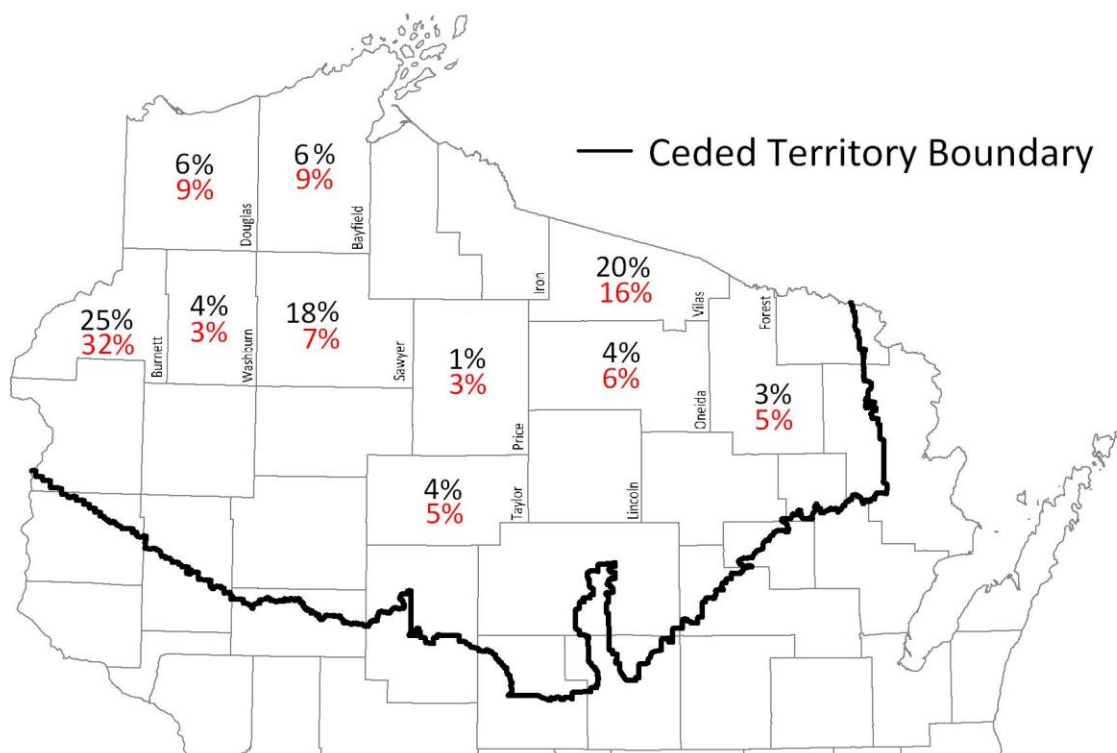 Ceded Territory Boundary
6%
9%
Douglas
6%
9%
Bayfield
Iron
20%
16%
Vilas
Forest
25%
32%
Burnett
4%
3%
Washburn
18%
7%
Sawyer
1%
3%
Price
4%
6%
Oneida
3%
5%
4%
5%
Taylor
Lincoln